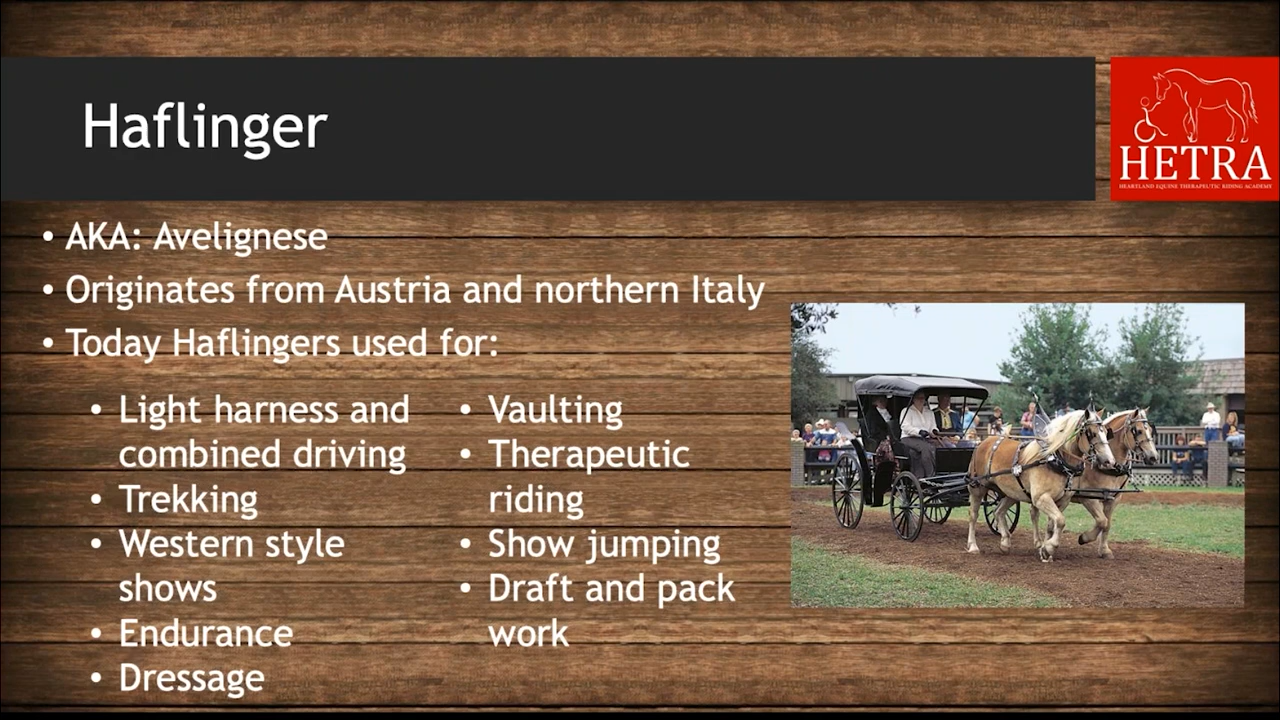 Haflinger
HETRA
HEARTLAND EQUINE THERAPEUTIC RIDING ACADEMY
• AKA: Avelignese
• Originates from Austria and northern Italy
• Today Haflingers used for:
• Light harness and
combined driving
• Trekking
• Western style
shows
• Endurance
• Dressage
• Vaulting
• Therapeutic
riding
• Show jumping
• Draft and pack
work